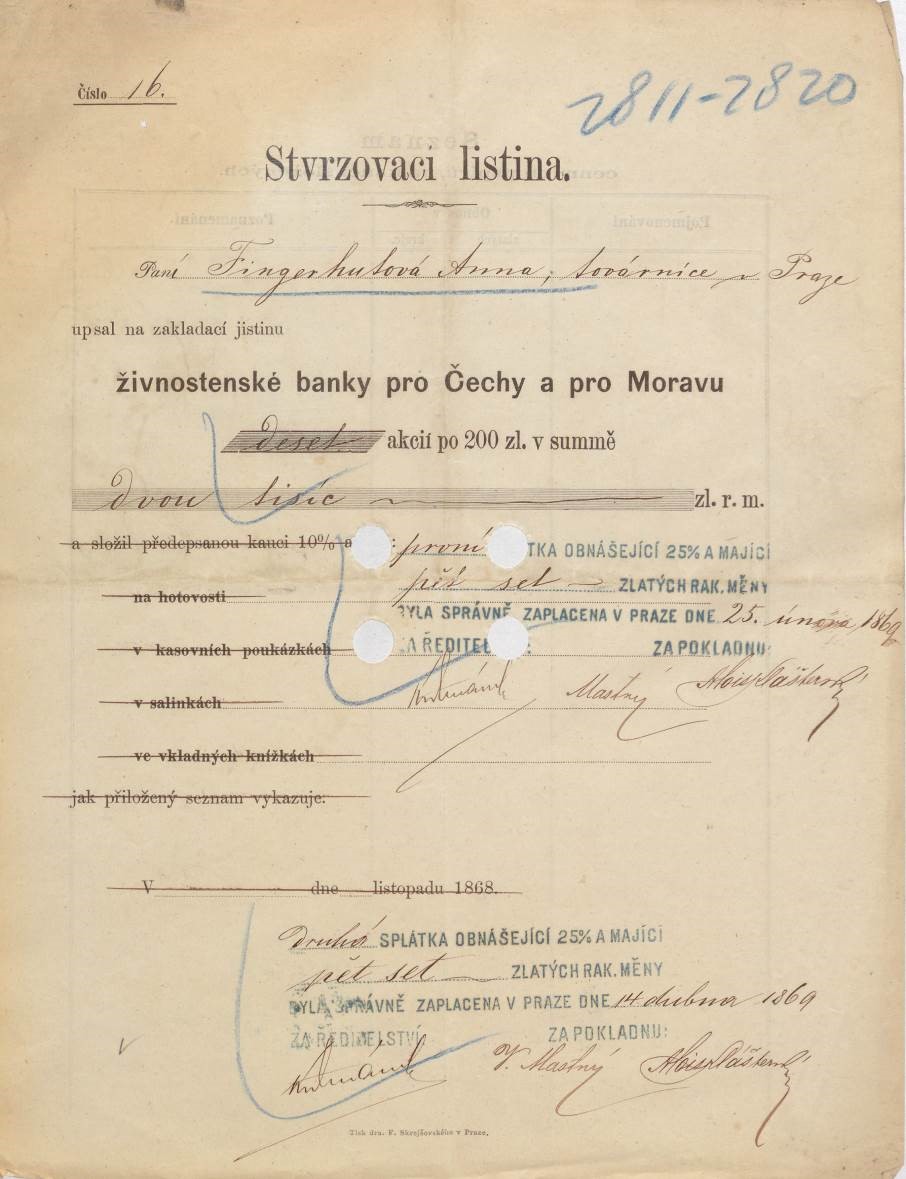 Číslo 16.
2811-2820
Stvrzovací listina.
Paní Fingerhutová Anna, továrnice v Praze
upsal na zakladací jistinu
živnostenské banky pro Čechy a pro Moravu
deset akcií po 200 zl. v summě
dvou tisíc zl. r. m.
a složil předepsanou kauci 10% a : první TKA OBNÁŠEJÍCÍ 25% A MAJÍCÍ
pět set ZLATÝCH RAK. MĚNY
na hotovosti
BYLA SPRÁVNĚ ZAPLACENA V PRAZE DNE 25. února 1869
v kasovních poukázkách ZA ŘEDITEL ZA POKLADNU:
Mastný
v salinkách
ve vkladných knížkách
jak přiložený seznam vykazuje:
V dne listopadu 1868.
Druhá SPLÁTKA OBNÁŠEJÍCÍ 25% A MAJÍCÍ
pět set ZLATÝCH RAK. MĚNY
BYLA SPRÁVNĚ ZAPLACENA V PRAZE DNE 14 dubna 1869
ZA ŘEDITELSTVÍ ZA POKLADNU:
V. Mastný
Tisk dra. F. Skrejšovského v Praze.